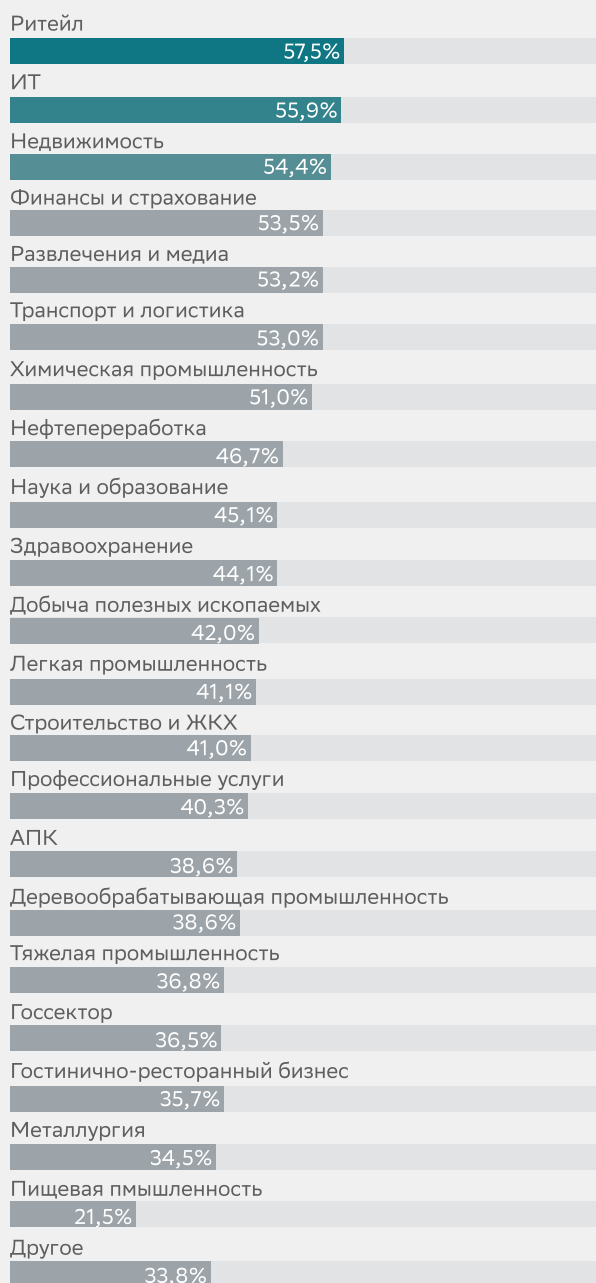 Ритейл
57,5%
ИТ
55,9%
Недвижимость
54,4%
Финансы и страхование
53,5%
Развлечения и медиа
53,2%
Транспорт и логистика
53,0%
Химическая промышленность
51,0%
Нефтепереработка
46,7%
Наука и образование
45,1%
Здравоохранение
44,1%
Добыча полезных ископаемых
42,0%
Легкая промышленность
41,1%
Строительство и ЖКХ
41,0%
Профессиональные услуги
40,3%
АПК
38,6%
Деревообрабатывающая промышленность
38,6%
Тяжелая промышленность
36,8%
Госсектор
36,5%
Гостинично-ресторанный бизнес
35,7%
Металлургия
34,5%
Пищевая пмышленность
21,5%
Другое
33,8%